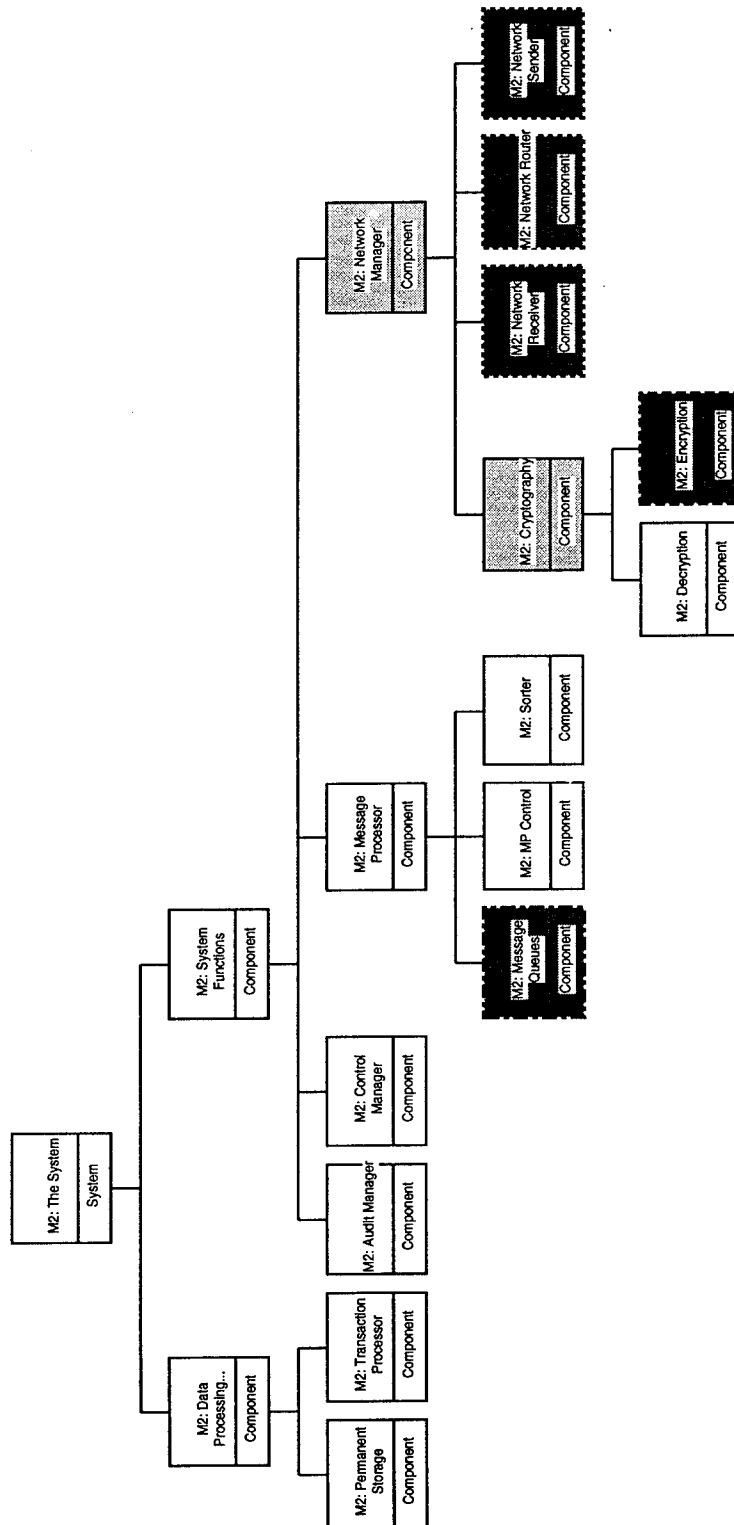 M2: The System
System
M2: Data
Processing...
Component
M2: System
Functions
Component
M2: Permanent
Storage
Component
M2: Transaction
Processor
Component
M2: Audit Manager
Component
M2: Control
Manager
Component
M2: Message
Processor
Component
M2: Network
Manager
Component
M2: Message
Queues
Component
M2: MP Control
Component
M2: Sorter
Component
M2: Cryptography
Component
M2: Network
Receiver
Component
M2: Network Router
Component
M2: Network
Sender
Component
M2: Decryption
Component
M2: Encryption
Component